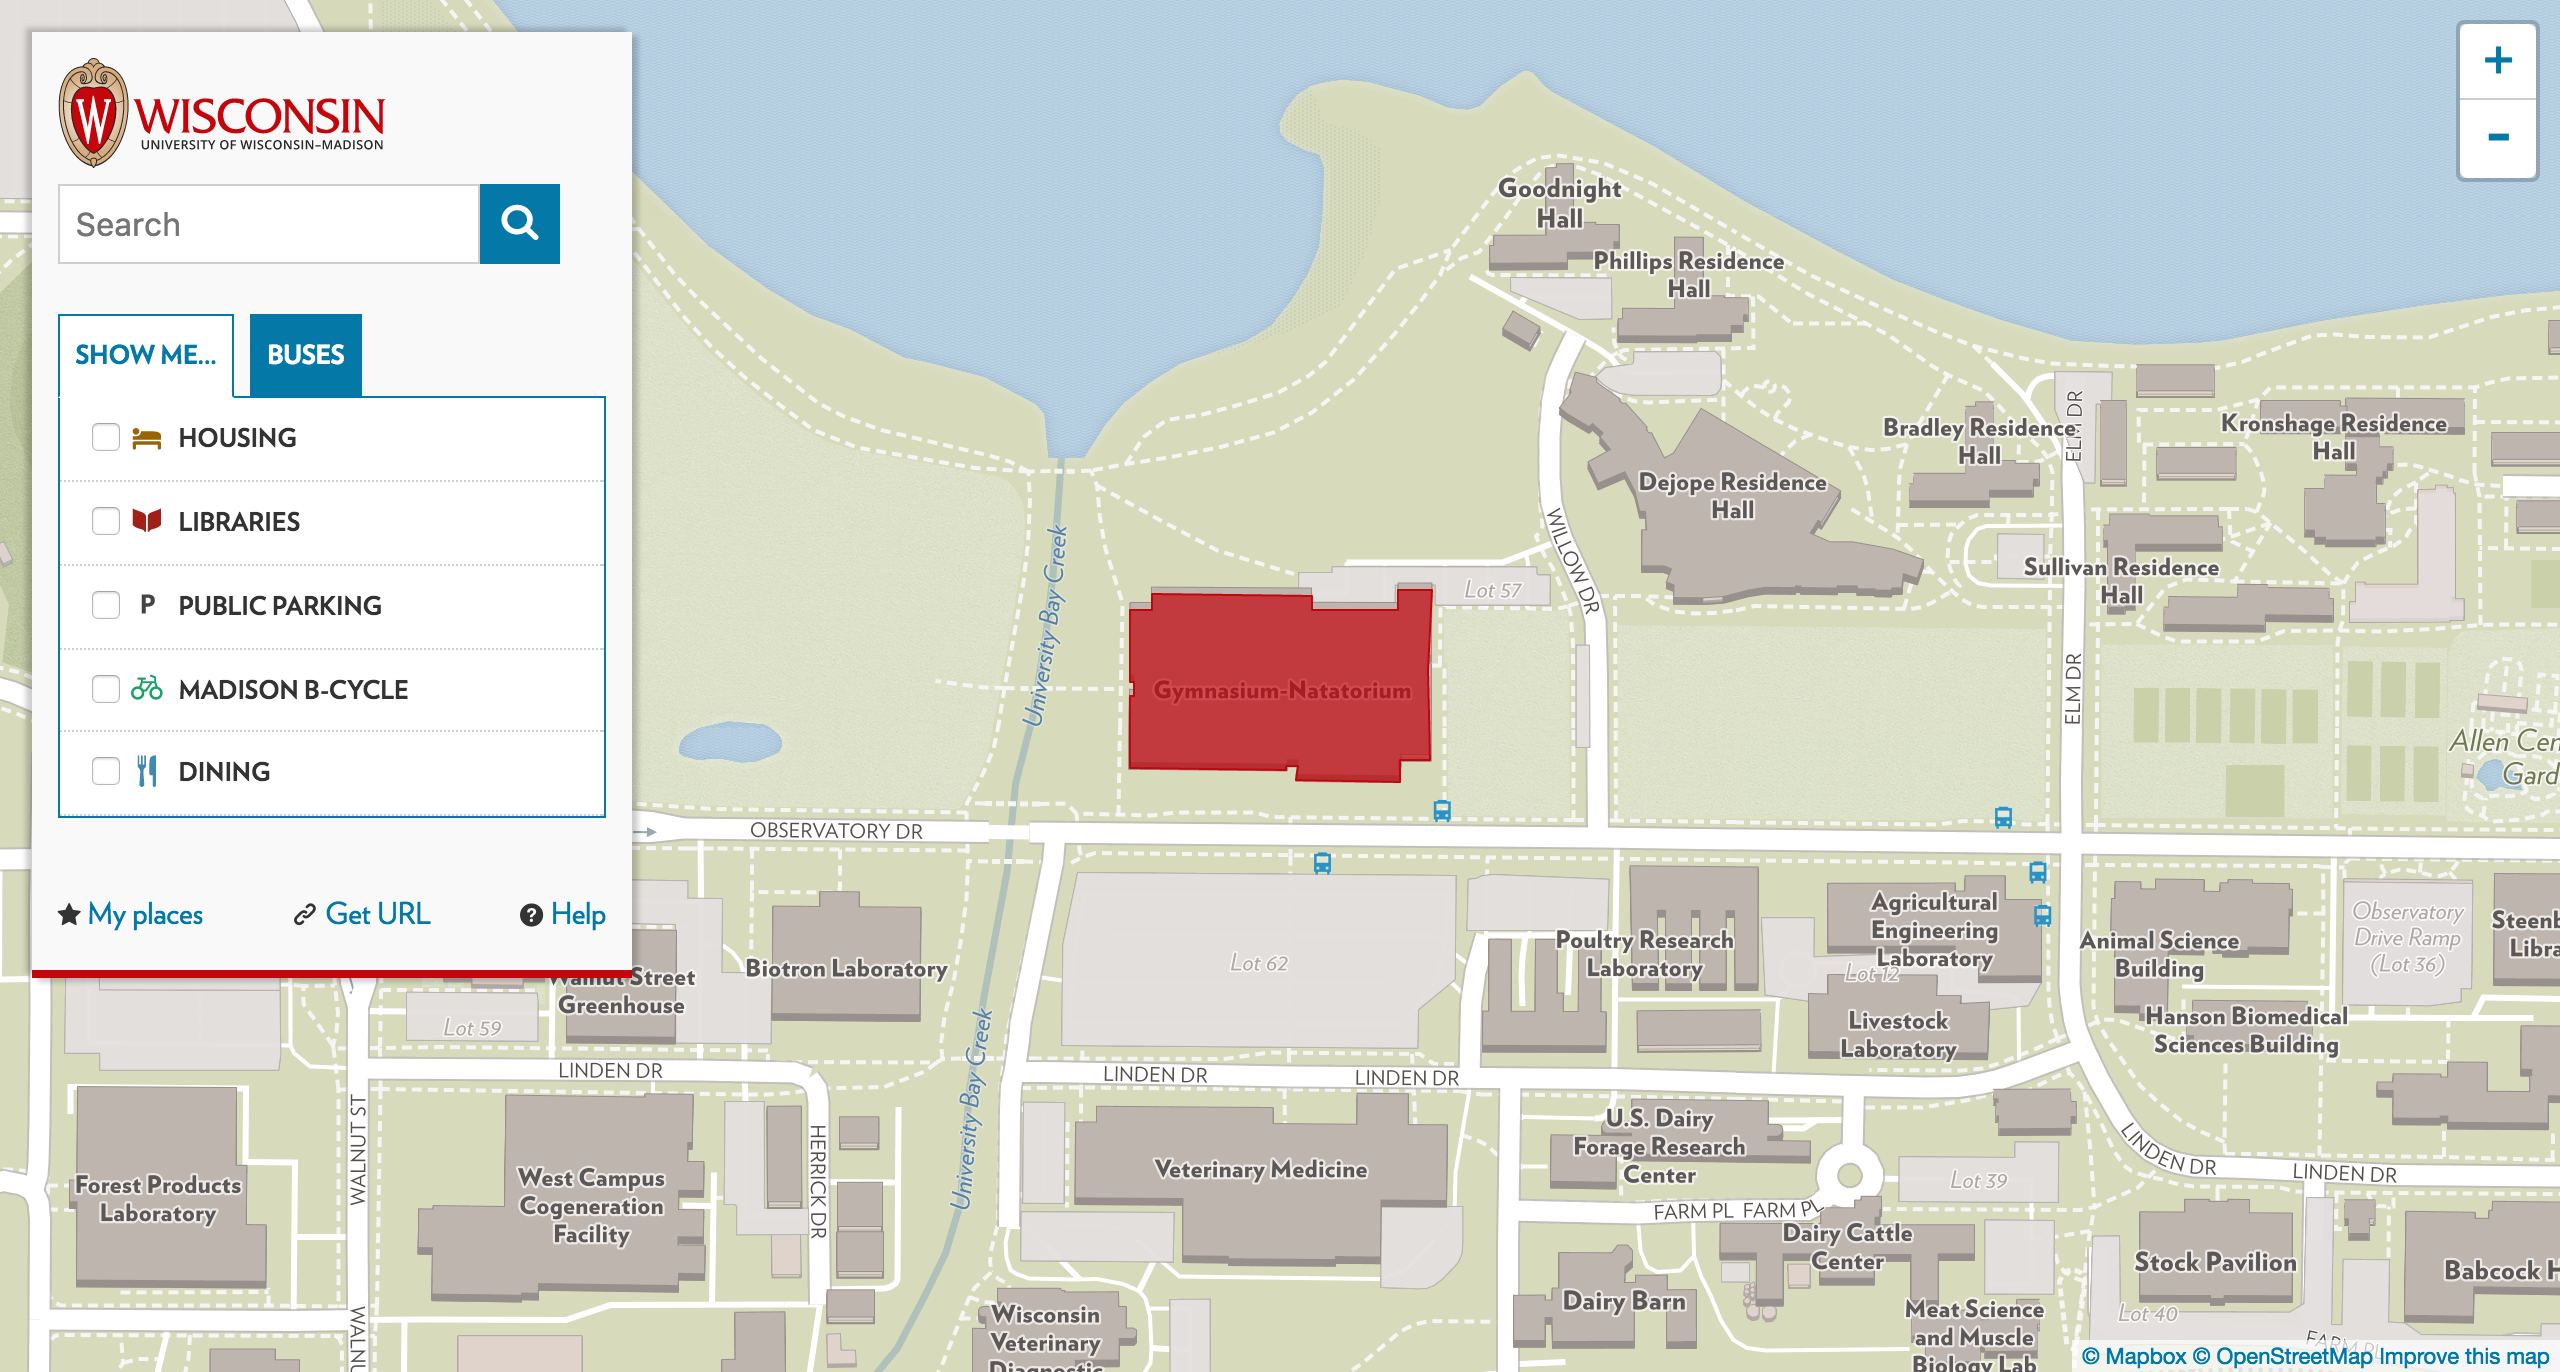 WISCONSIN
UNIVERSITY OF WISCONSIN–MADISON
Search
SHOW ME...
BUSES
HOUSING
LIBRARIES
P PUBLIC PARKING
MADISON B-CYCLE
DINING
My places
Get URL
? Help
+
-
Goodnight
Hall
Phillips Residence
Hall
Dejope Residence
Hall
Bradley Residence
Hall
ELM DR
Kronshage Residence
Hall
Sullivan Residence
Hall
WILLOW DR
Lot 57
University Bay Creek
Gymnasium-Natatorium
ELM DR
Allen Cen
Gard
OBSERVATORY DR
Walnut Street
Greenhouse
Lot 59
Biotron Laboratory
Lot 62
Poultry Research
Laboratory
Agricultural
Engineering
Laboratory
Lot 12
Livestock
Laboratory
Animal Science
Building
Observatory
Drive Ramp
(Lot 36)
Steenb
Libra
Hanson Biomedical
Sciences Building
LINDEN DR
University Bay Creek
LINDEN DR
LINDEN DR
WALNUT ST
HERRICK DR
Forest Products
Laboratory
West Campus
Cogeneration
Facility
Veterinary Medicine
U.S. Dairy
Forage Research
Center
LINDEN DR
LINDEN DR
Lot 39
FARM PL
FARM PL
Dairy Cattle
Center
Stock Pavilion
Babcock H
Dairy Barn
Wisconsin
Veterinary
Diagnostic
WALNU
Meat Science
and Muscle
Biology Lab
Lot 40
FARM PL
© Mapbox © OpenStreetMap Improve this map